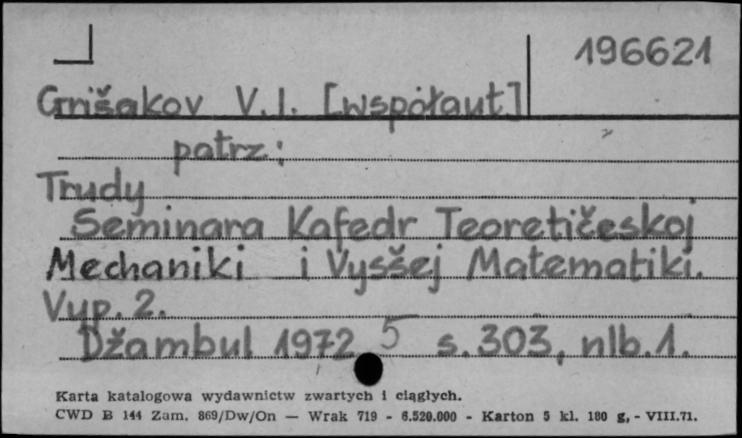 196621
Grišakov V.I. [współaut]
patrz:
Trudy
Seminara Kafedr Teoretičeskoj
Mechaniki i Vysšej Matematiki.
Vyp. 2.
Džambul 1972 5 s. 303, nlb. 1.
Karta katalogowa wydawnictw zwartych i ciągłych.
CWD B 144 Zam. 869/Dw/On — Wrak 719 - 6.520.000 - Karton 5 kl. 180 g, - VIII.71.